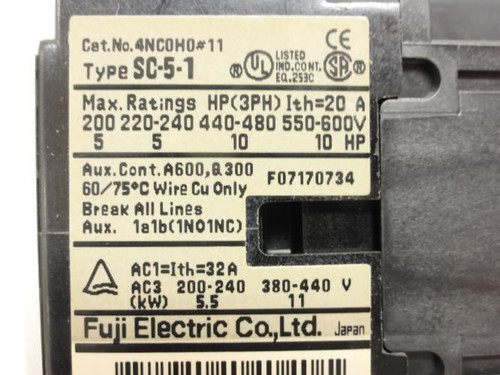 Cat.No.4NC0H0#11
Type SC-5-1
UL LISTED
IND.CONT.
EQ.253C
SA
Max.Ratings HP(3PH) Ith=20 A
200 220-240 440-480 550-600V
5 5 10 10 HP
Aux.Cont.A600,Q300
60/75°C Wire Cu Only
F07170734
Break All Lines
Aux. 1a1b(1NO1NC)
AC1=Ith=32A
AC3 200-240 380-440 V
(kW) 5.5 11
Fuji Electric Co.,Ltd. Japan